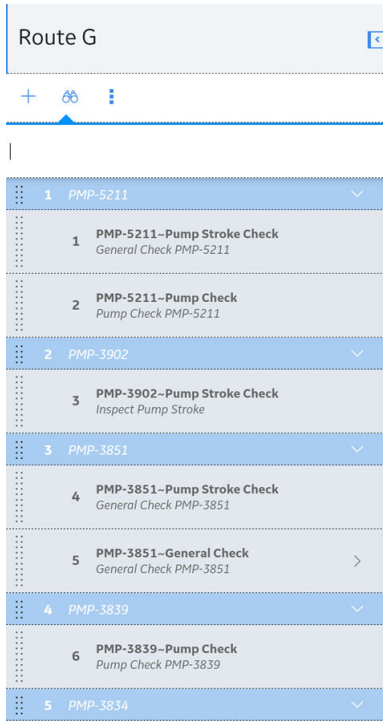 Route G
1 PMP-5211
1 PMP-5211~Pump Stroke Check
General Check PMP-5211
2 PMP-5211~Pump Check
Pump Check PMP-5211
2 PMP-3902
3 PMP-3902~Pump Stroke Check
Inspect Pump Stroke
3 PMP-3851
4 PMP-3851~Pump Stroke Check
General Check PMP-3851
5 PMP-3851~General Check
General Check PMP-3851
4 PMP-3839
6 PMP-3839~Pump Check
Pump Check PMP-3839
5 PMP-3834